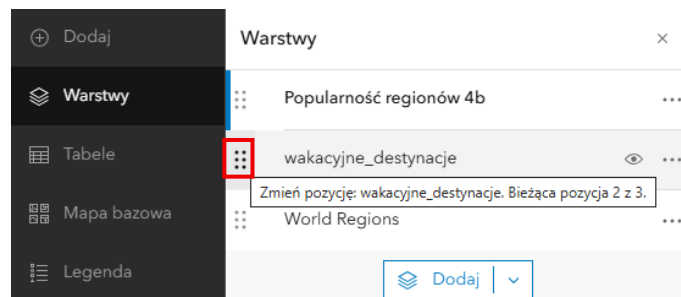 Dodaj
Warstwy
Tabele
Mapa bazowa
Legenda
Warstwy
Popularność regionów 4b
wakacyjne_destynacje
Zmień pozycję: wakacyjne_destynacje. Bieżąca pozycja 2 z 3.
World Regions
Dodaj